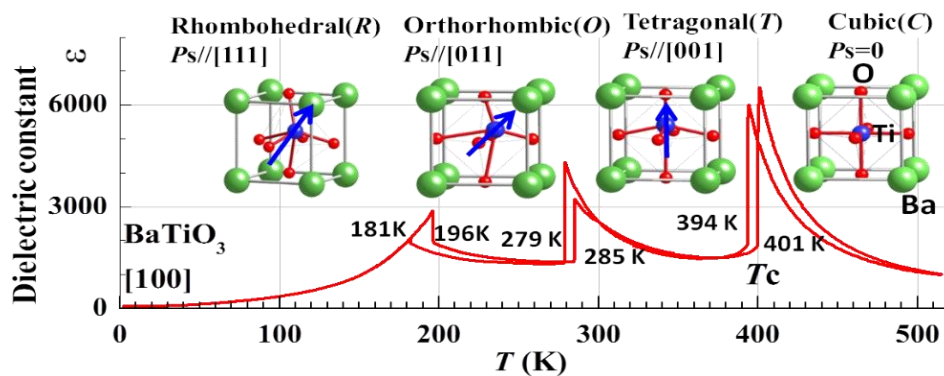 Rhombohedral(R) Orthorhombic(O) Tetragonal(T) Cubic(C)
Ps//[111] Ps//[011] Ps//[001] Ps=0
Dielectric constant ε
6000
3000
0
O
Ti
Ba
181K 196K 279 K 285 K 394 K 401 K
Tc
BaTiO₃
[100]
0 100 200 300 400 500
T (K)